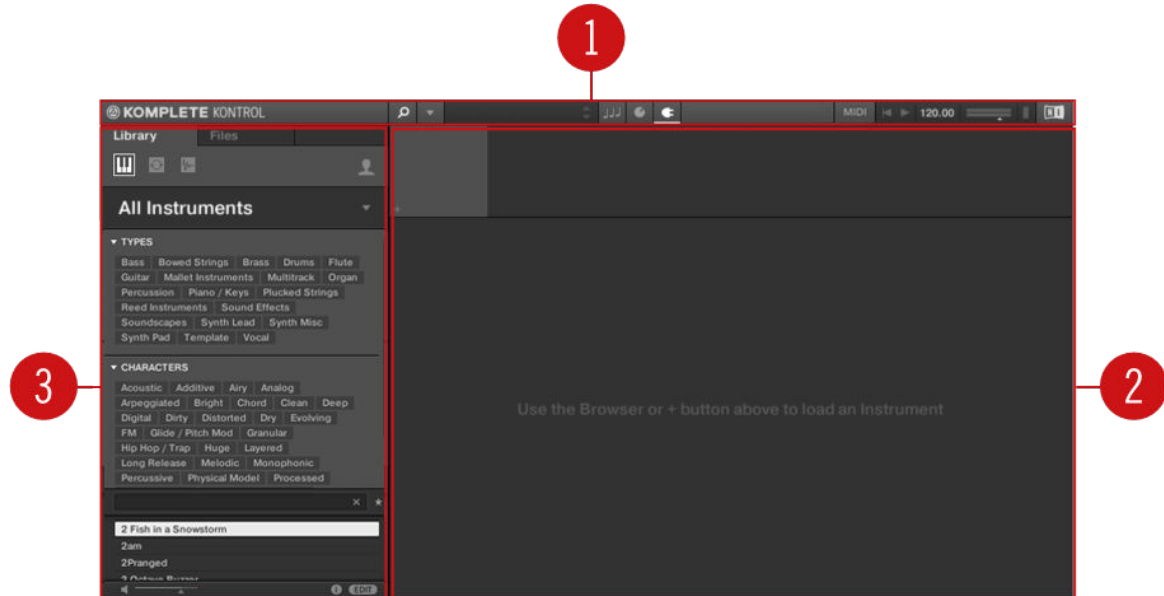 1
KOMPLETE KONTROL
MIDI 120.00
Library Files
All Instruments
TYPES
Bass Bowed Strings Brass Drums Flute
Guitar Mallet Instruments Multitrack Organ
Percussion Piano / Keys Plucked Strings
Reed Instruments Sound Effects
Soundscapes Synth Lead Synth Misc
Synth Pad Template Vocal
3
CHARACTERS
Acoustic Additive Airy Analog
Arpeggiated Bright Chord Clean Deep
Digital Dirty Distorted Dry Evolving
FM Glide / Pitch Mod Granular
Hip Hop / Trap Huge Layered
Long Release Melodic Monophonic
Percussive Physical Model Processed
2 Fish in a Snowstorm
2am
2Pranged
2 Octave Buzzer
EDIT
+
Use the Browser or + button above to load an Instrument
2